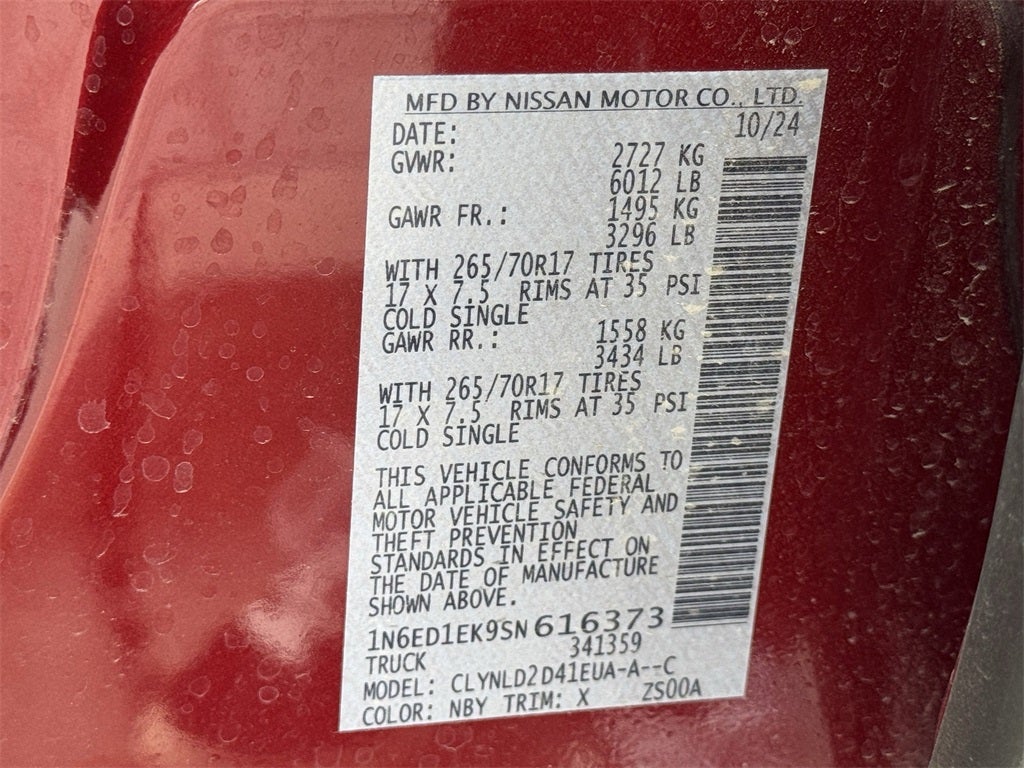 MFD BY NISSAN MOTOR CO., LTD.
DATE: 10/24
GVWR: 2727 KG
6012 LB
GAWR FR.: 1495 KG
3296 LB
WITH 265/70R17 TIRES
17 X 7.5 RIMS AT 35 PSI
COLD SINGLE
GAWR RR.: 1558 KG
3434 LB
WITH 265/70R17 TIRES
17 X 7.5 RIMS AT 35 PSI
COLD SINGLE
THIS VEHICLE CONFORMS TO
ALL APPLICABLE FEDERAL
MOTOR VEHICLE SAFETY AND
THEFT PREVENTION
STANDARDS IN EFFECT ON
THE DATE OF MANUFACTURE
SHOWN ABOVE.
1N6ED1EK9SN616373
341359
TRUCK
MODEL: CLYNLD2D41EUA-A--C
COLOR: NBY TRIM: X ZS00A